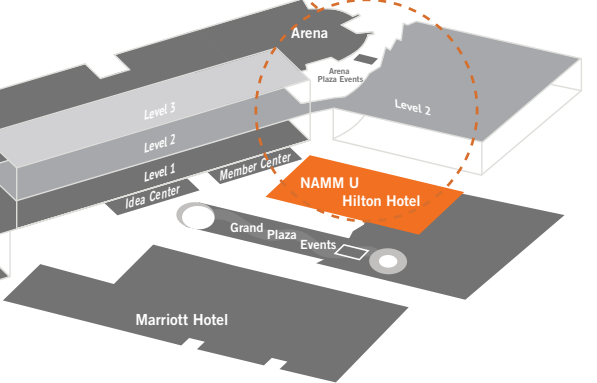 Arena
Arena
Plaza Events
Level 3
Level 2
Level 2
Level 1
Member Center
Idea Center
NAMM U
Hilton Hotel
Grand Plaza
Events
Marriott Hotel